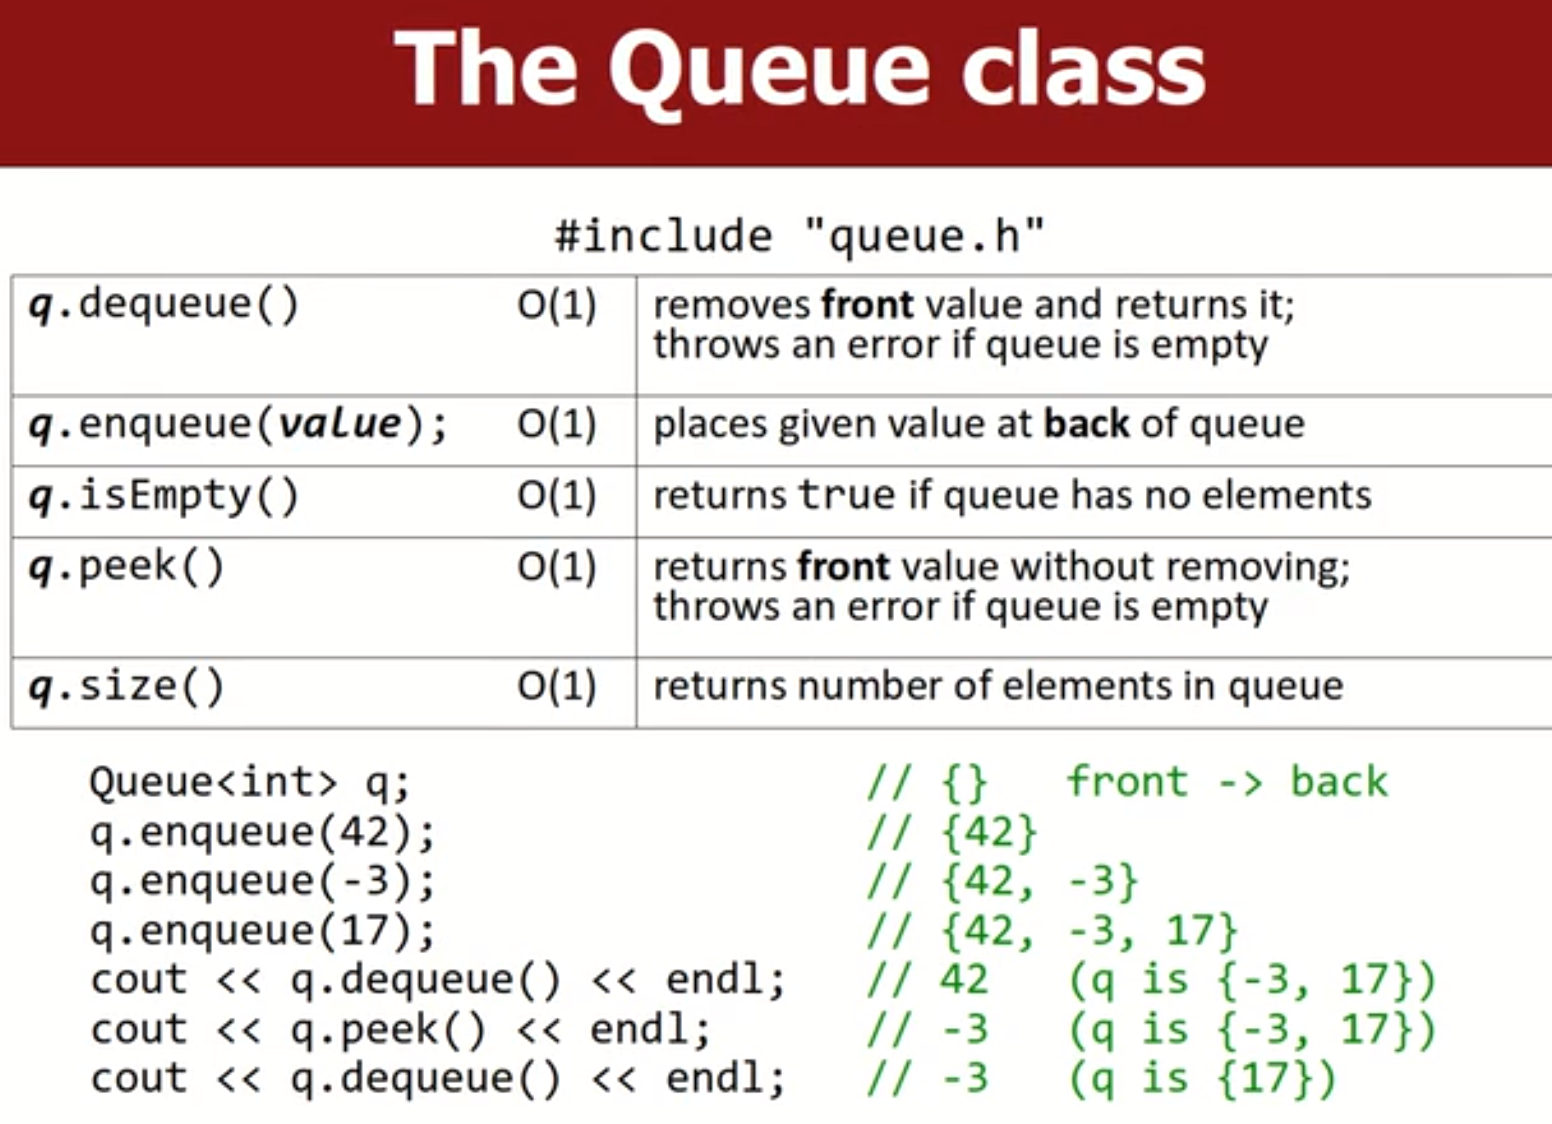 The Queue class
#include "queue.h"
q.dequeue() O(1) removes front value and returns it;
throws an error if queue is empty
q.enqueue(value); O(1) places given value at back of queue
q.isEmpty() O(1) returns true if queue has no elements
q.peek() O(1) returns front value without removing;
throws an error if queue is empty
q.size() O(1) returns number of elements in queue
Queue<int> q; // {} front -> back
q.enqueue(42); // {42}
q.enqueue(-3); // {42, -3}
q.enqueue(17); // {42, -3, 17}
cout << q.dequeue() << endl; // 42 (q is {-3, 17})
cout << q.peek() << endl; // -3 (q is {-3, 17})
cout << q.dequeue() << endl; // -3 (q is {17})